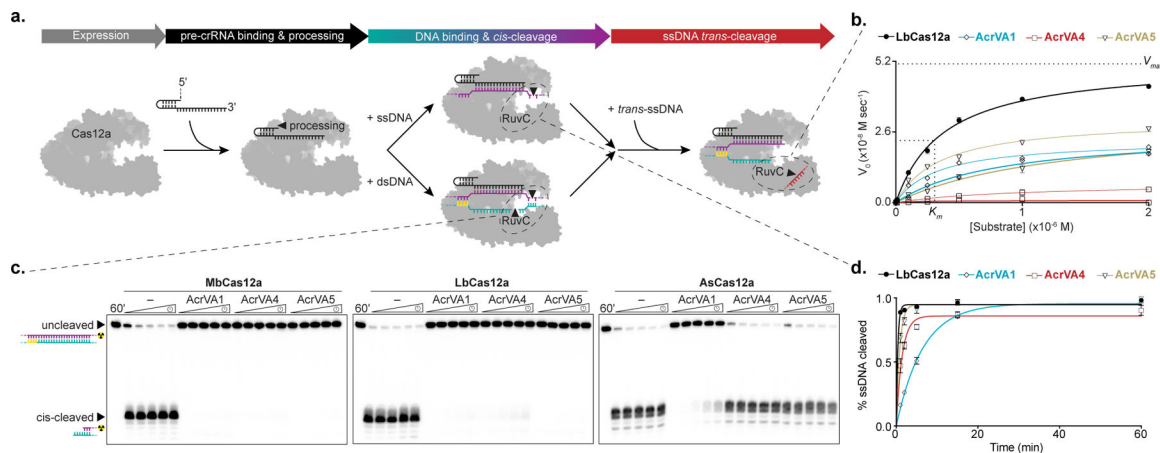 a.
Expression
pre-crRNA binding & processing
DNA binding & cis-cleavage
ssDNA trans-cleavage
Cas12a
5'
3'
processing
+ ssDNA
+ dsDNA
RuvC
RuvC
+ trans-ssDNA
RuvC
b.
LbCas12a AcrVA1 AcrVA4 AcrVA5
Vma
5.2
2.6
0.0
V0 (x10-8 M sec-1)
Km
0 1 2
[Substrate] (x10-6 M)
c.
MbCas12a LbCas12a AsCas12a
60' – AcrVA1 AcrVA4 AcrVA5
60' – AcrVA1 AcrVA4 AcrVA5
60' – AcrVA1 AcrVA4 AcrVA5
uncleaved
cis-cleaved
d.
LbCas12a AcrVA1 AcrVA4 AcrVA5
% ssDNA cleaved
1.0
0.5
0.0
0 20 40 60
Time (min)